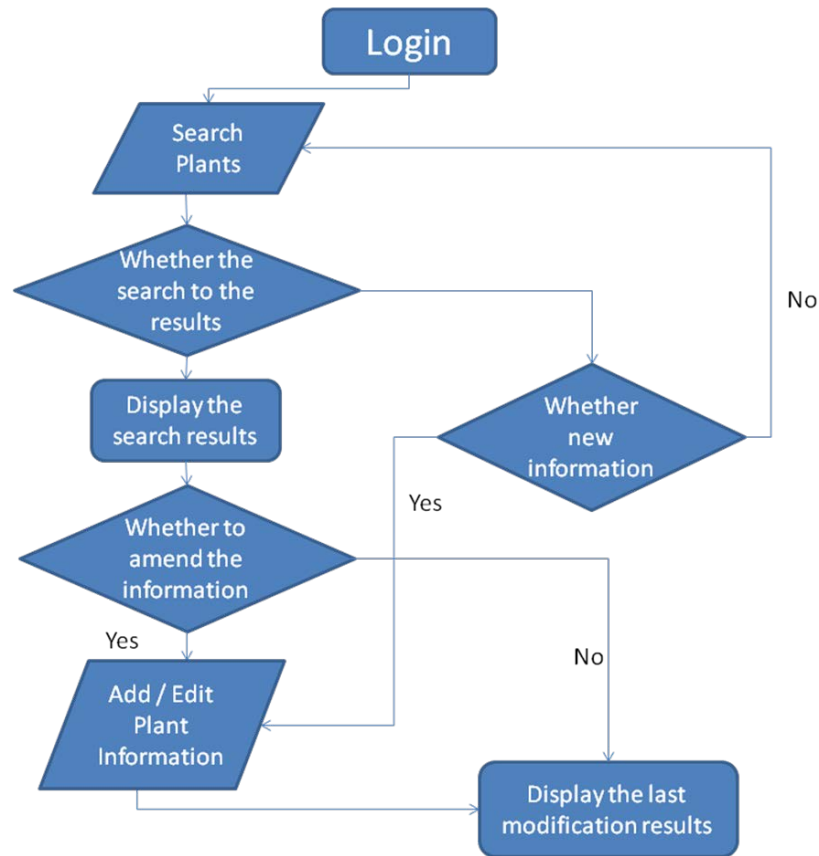 Login
Search
Plants
Whether the
search to the
results
No
Display the
search results
Whether
new
information
Yes
Whether to
amend the
information
Yes
No
Add / Edit
Plant
Information
Display the last
modification results